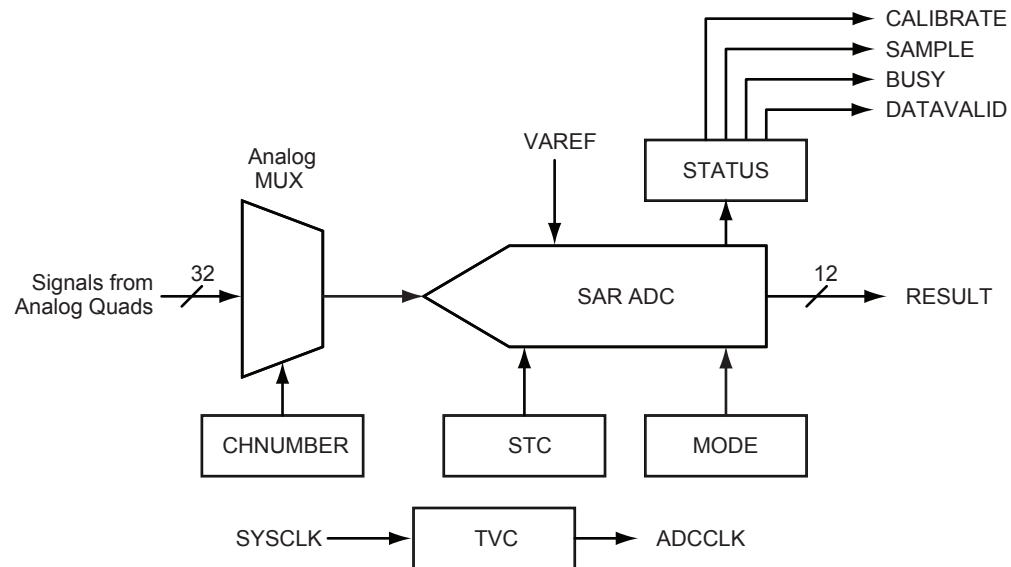 CALIBRATE
SAMPLE
BUSY
DATAVALID
STATUS
VAREF
Analog
MUX
Signals from
Analog Quads
32
SAR ADC
12
RESULT
CHNUMBER
STC
MODE
SYSCLK
TVC
ADCCLK